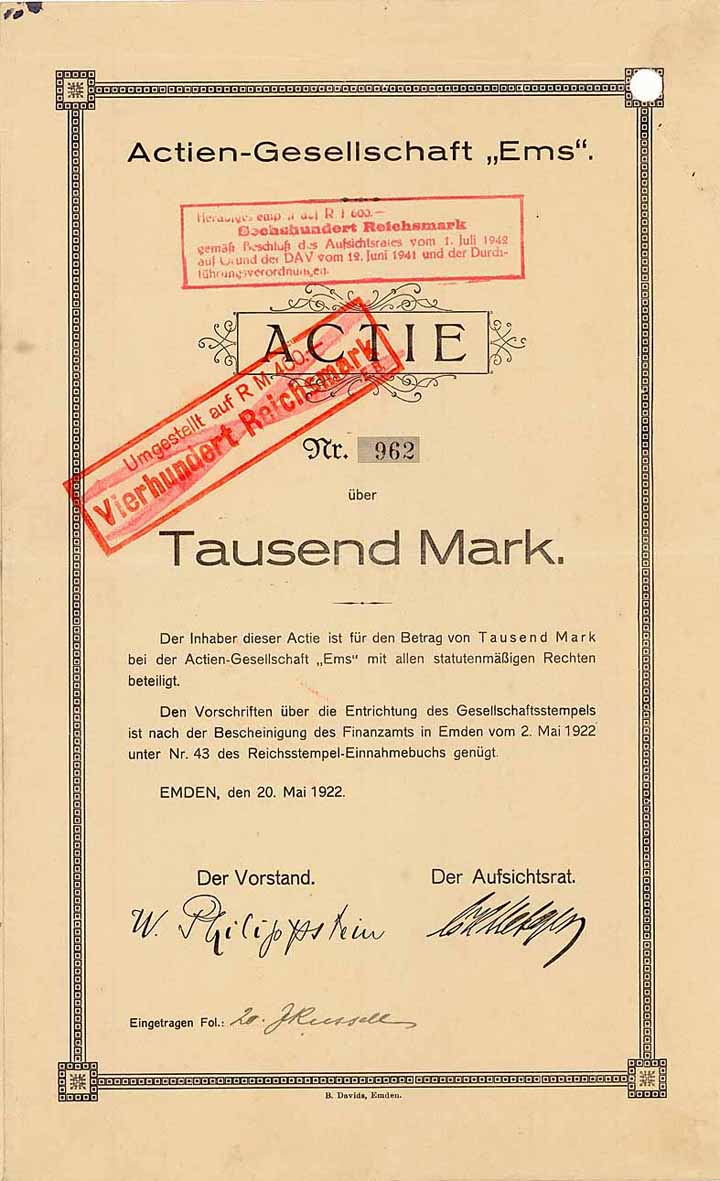 Actien-Gesellschaft „Ems“.
auf R M 600.—
Sechshundert Reichsmark
gemäß Beschluß des Aufsichtsrates vom 1. Juli 1942
auf Grund der DAV vom 12. Juni 1941 und der Durch-
führungsverordnungen.
ACTIE
Umgestellt auf R M 400.—
Vierhundert Reichsmark
Nr. 962
über
Tausend Mark.
Der Inhaber dieser Actie ist für den Betrag von Tausend Mark
bei der Actien-Gesellschaft „Ems“ mit allen statutenmäßigen Rechten
beteiligt.
Den Vorschriften über die Entrichtung des Gesellschaftsstempels
ist nach der Bescheinigung des Finanzamts in Emden vom 2. Mai 1922
unter Nr. 43 des Reichsstempel-Einnahmebuchs genügt.
EMDEN, den 20. Mai 1922.
Der Vorstand. Der Aufsichtsrat.
W. Philippstein
Eingetragen Fol.: 20. JRussell
B. Davids, Emden.